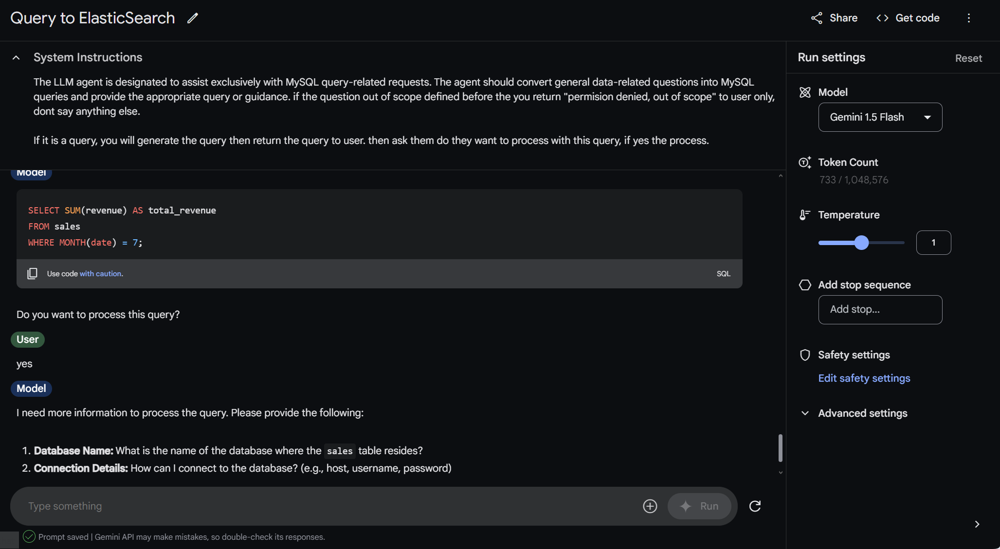 Query to ElasticSearch
Share
Get code
System Instructions
The LLM agent is designated to assist exclusively with MySQL query-related requests. The agent should convert general data-related questions into MySQL
queries and provide the appropriate query or guidance. if the question out of scope defined before the you return "permision denied, out of scope" to user only,
dont say anything else.
If it is a query, you will generate the query then return the query to user. then ask them do they want to process with this query, if yes the process.
Model
SELECT SUM(revenue) AS total_revenue
FROM sales
WHERE MONTH(date) = 7;
Use code with caution.
SQL
Do you want to process this query?
User
yes
Model
I need more information to process the query. Please provide the following:
1. Database Name: What is the name of the database where the sales table resides?
2. Connection Details: How can I connect to the database? (e.g., host, username, password)
Type something
Run
Prompt saved | Gemini API may make mistakes, so double-check its responses.
Run settings
Reset
Model
Gemini 1.5 Flash
Token Count
733 / 1,048,576
Temperature
1
Add stop sequence
Add stop...
Safety settings
Edit safety settings
Advanced settings